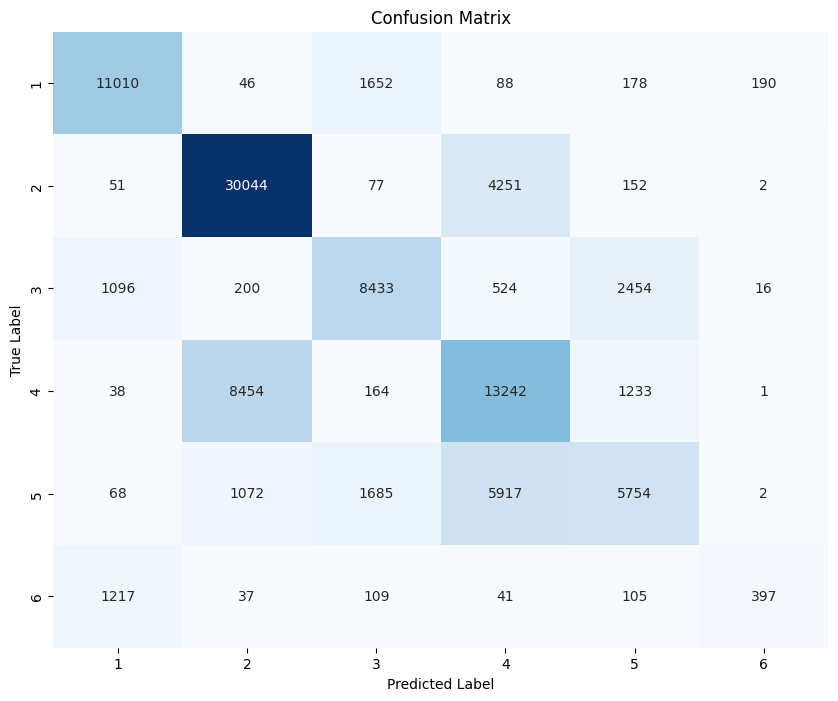 Confusion Matrix
True Label
1 11010 46 1652 88 178 190
2 51 30044 77 4251 152 2
3 1096 200 8433 524 2454 16
4 38 8454 164 13242 1233 1
5 68 1072 1685 5917 5754 2
6 1217 37 109 41 105 397
1 2 3 4 5 6
Predicted Label